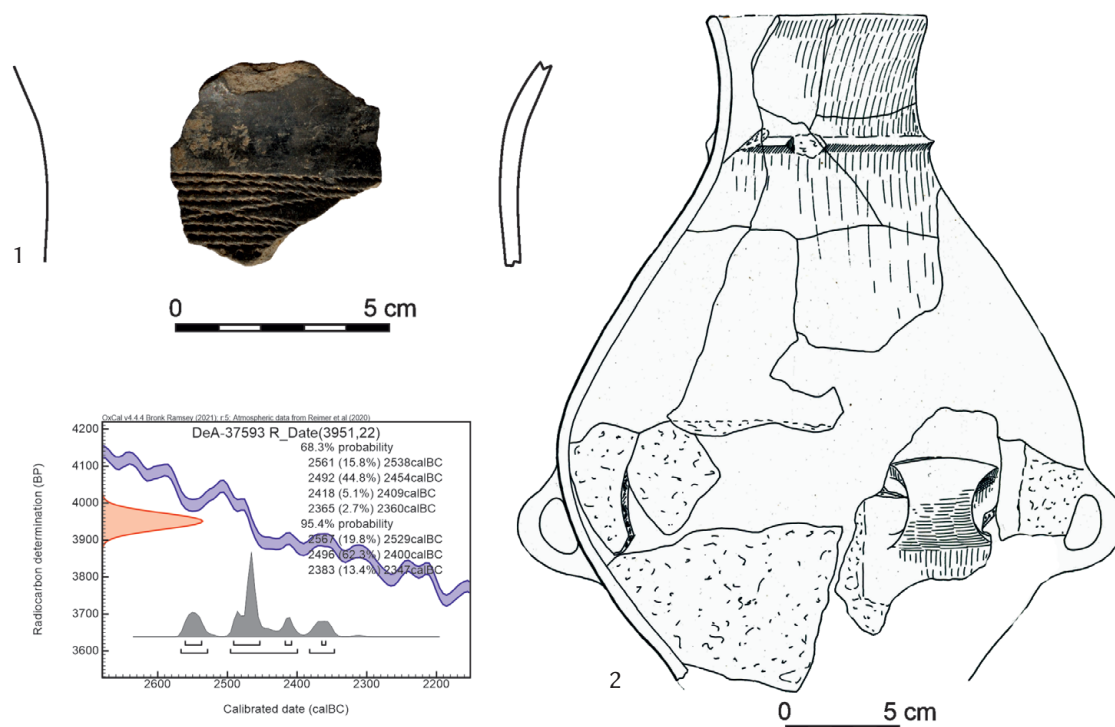 1
0 5 cm
OxCal v4.4.4 Bronk Ramsey (2021); r:5; Atmospheric data from Reimer et al (2020)
DeA-37593 R_Date(3951,22)
68.3% probability
2561 (15.8%) 2538calBC
2492 (44.8%) 2454calBC
2418 (5.1%) 2409calBC
2365 (2.7%) 2360calBC
95.4% probability
2567 (19.8%) 2529calBC
2496 (62.3%) 2400calBC
2383 (13.4%) 2347calBC
Radiocarbon determination (BP)
4200
4100
4000
3900
3800
3700
3600
2600 2500 2400 2300 2200
Calibrated date (calBC)
2
0 5 cm